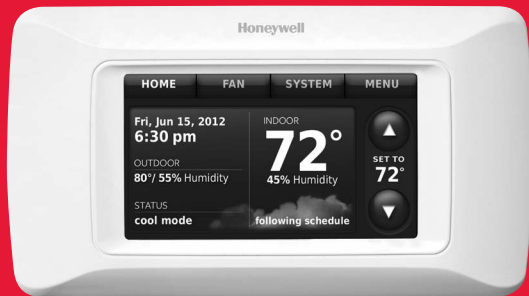 Honeywell
HOME FAN SYSTEM MENU
Fri, Jun 15, 2012
6:30 pm
OUTDOOR
80°/ 55% Humidity
STATUS
cool mode
INDOOR
72°
45% Humidity
following schedule
SET TO
72°